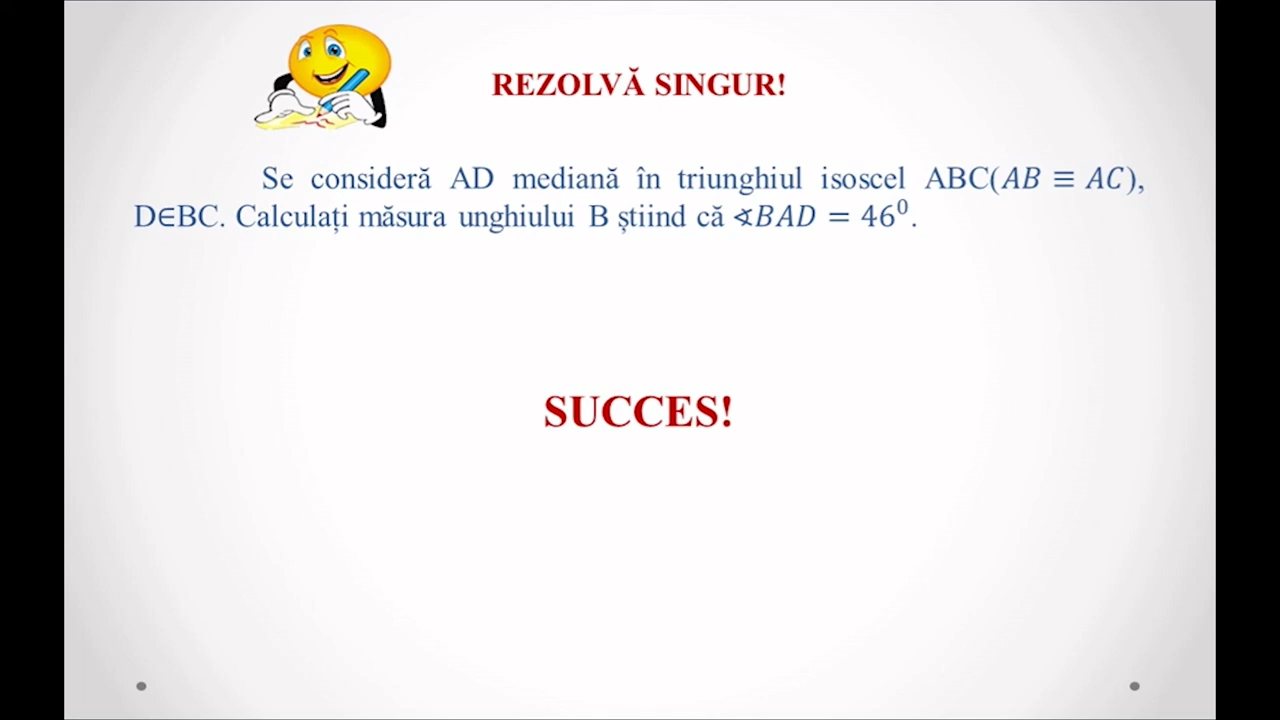 REZOLVĂ SINGUR!
Se consideră AD mediană în triunghiul isoscel ABC(AB ≡ AC),
D∈BC. Calculați măsura unghiului B știind că ∢BAD = 46⁰.
SUCCES!